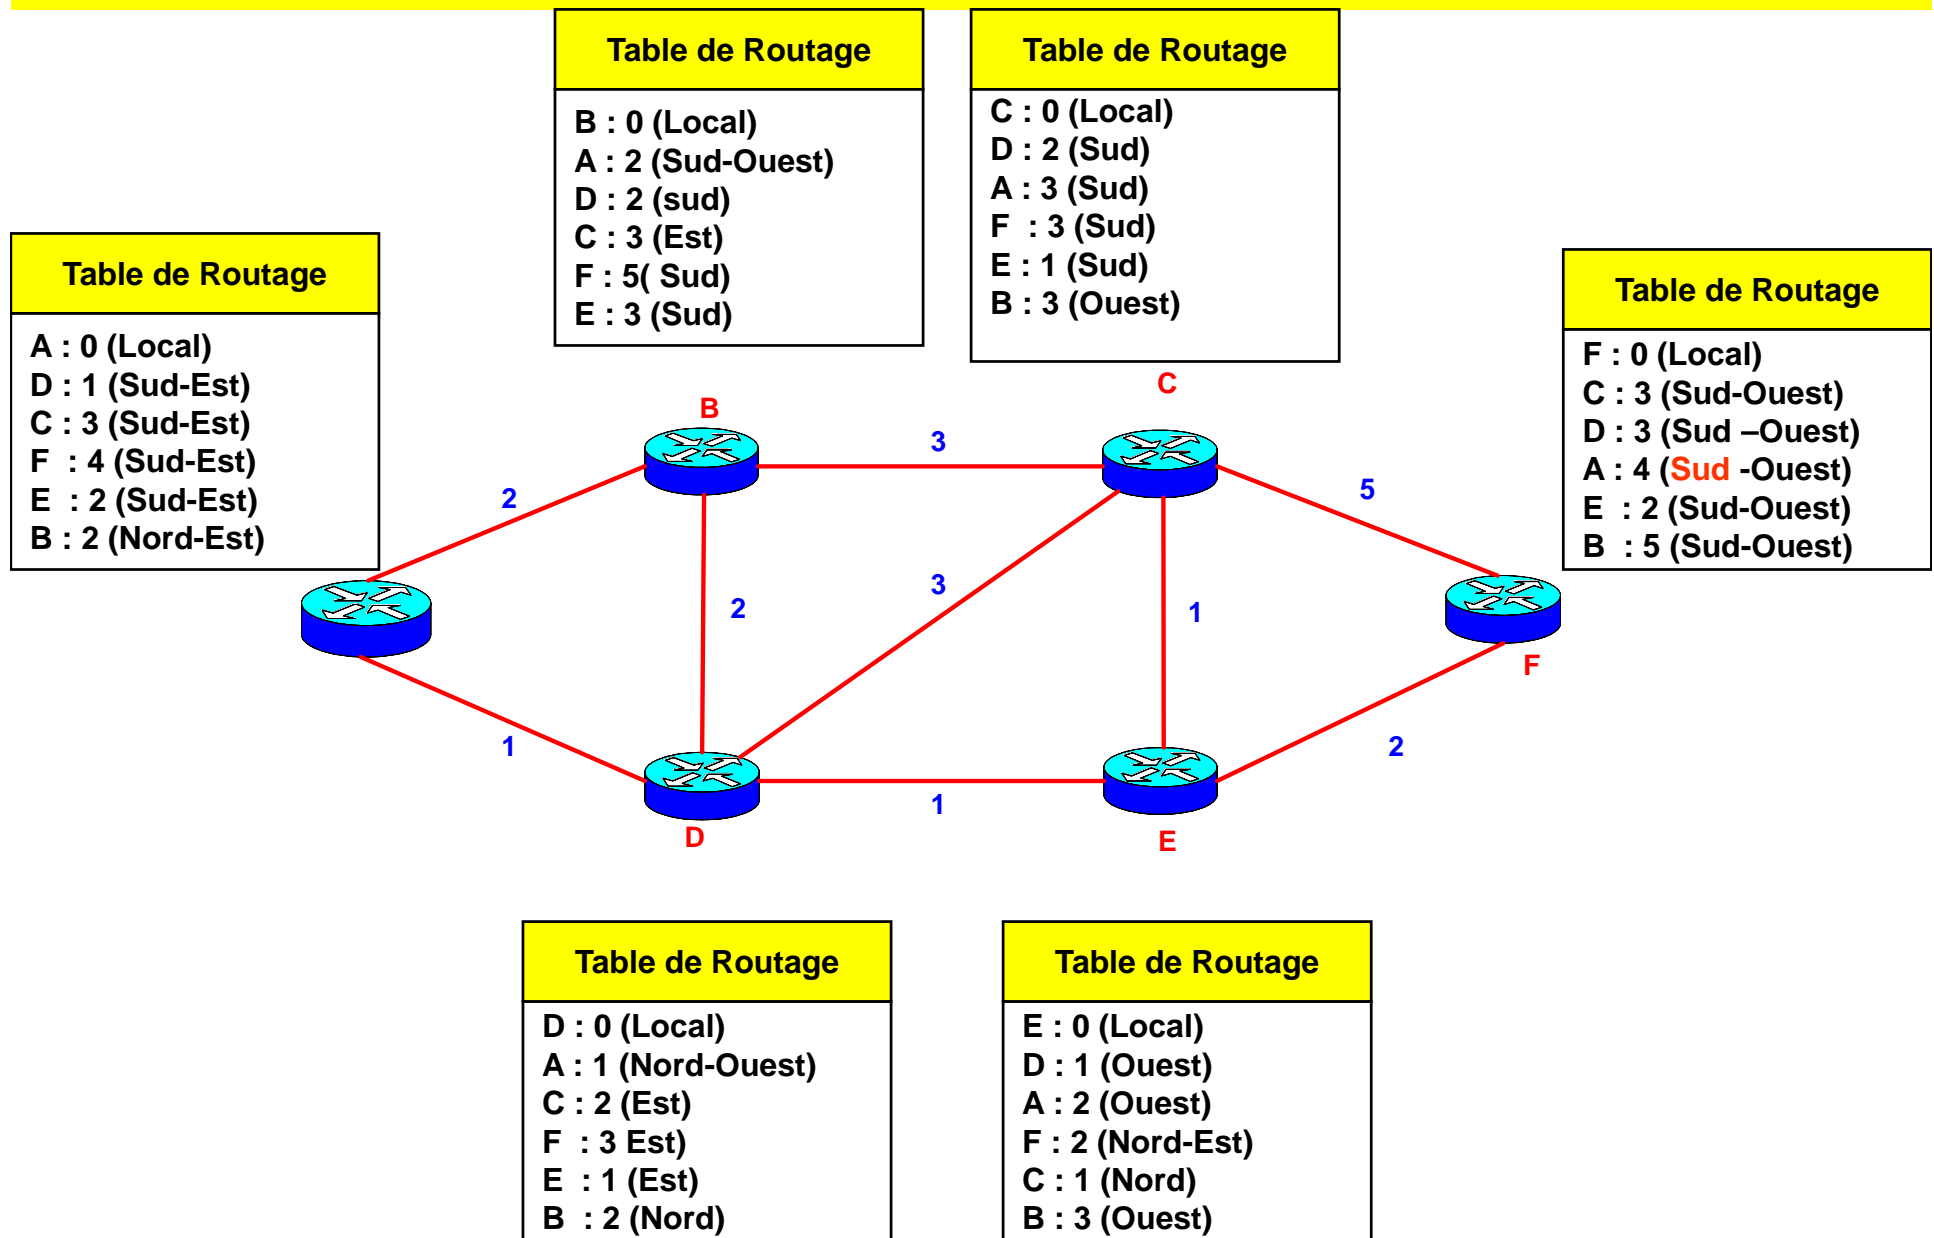 Table de Routage
B : 0 (Local)
A : 2 (Sud-Ouest)
D : 2 (sud)
C : 3 (Est)
F : 5( Sud)
E : 3 (Sud)
Table de Routage
C : 0 (Local)
D : 2 (Sud)
A : 3 (Sud)
F : 3 (Sud)
E : 1 (Sud)
B : 3 (Ouest)
Table de Routage
A : 0 (Local)
D : 1 (Sud-Est)
C : 3 (Sud-Est)
F : 4 (Sud-Est)
E : 2 (Sud-Est)
B : 2 (Nord-Est)
Table de Routage
F : 0 (Local)
C : 3 (Sud-Ouest)
D : 3 (Sud –Ouest)
A : 4 (Sud -Ouest)
E : 2 (Sud-Ouest)
B : 5 (Sud-Ouest)
C
B
3
2
5
3
2
1
F
1
2
1
D
E
Table de Routage
D : 0 (Local)
A : 1 (Nord-Ouest)
C : 2 (Est)
F : 3 Est)
E : 1 (Est)
B : 2 (Nord)
Table de Routage
E : 0 (Local)
D : 1 (Ouest)
A : 2 (Ouest)
F : 2 (Nord-Est)
C : 1 (Nord)
B : 3 (Ouest)